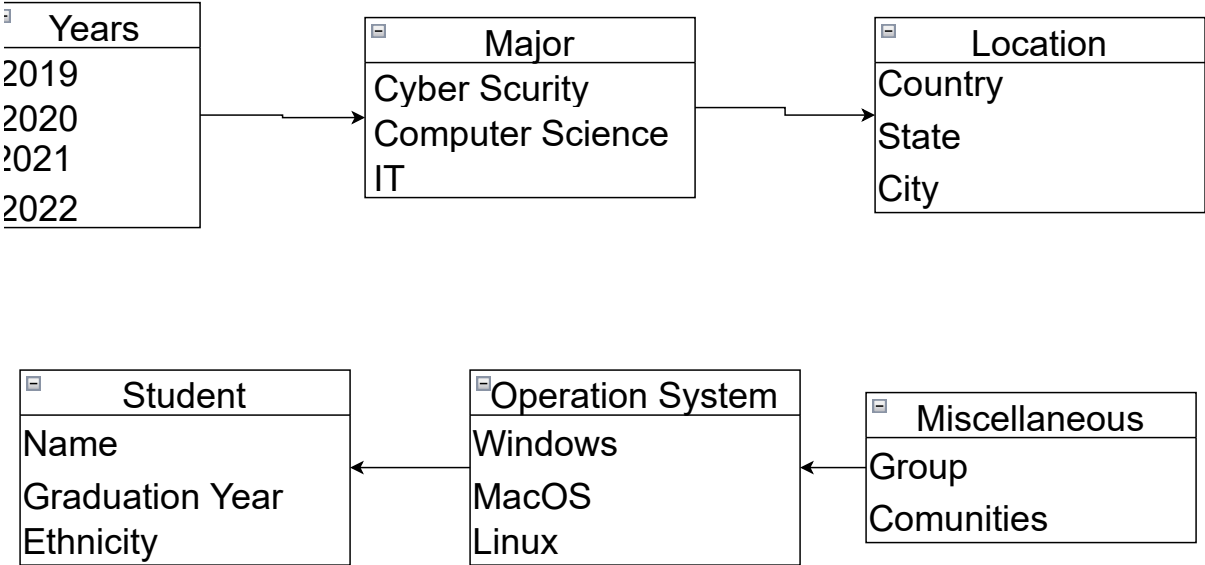 Years
2019
2020
2021
2022
Major
Cyber Scurity
Computer Science
IT
Location
Country
State
City
Student
Name
Graduation Year
Ethnicity
Operation System
Windows
MacOS
Linux
Miscellaneous
Group
Comunities